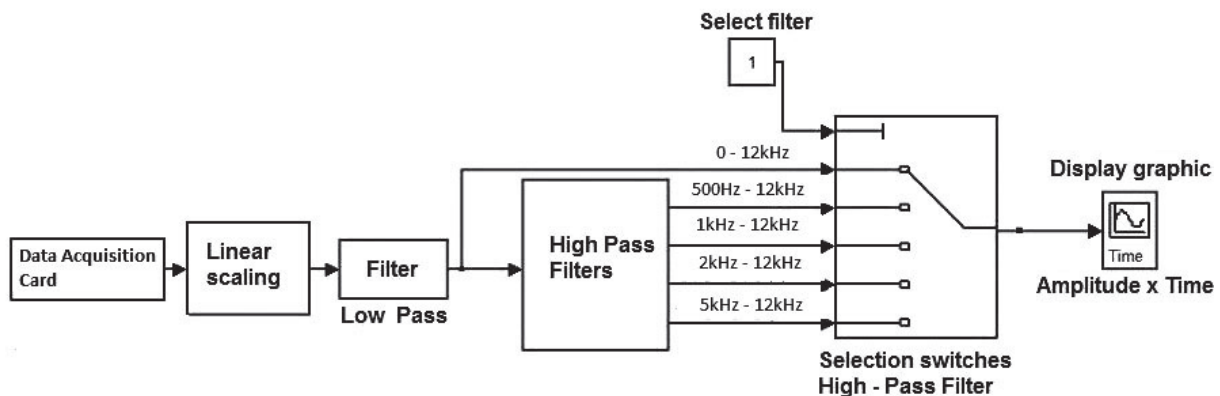 Select filter
1
0 - 12kHz
500Hz - 12kHz
1kHz - 12kHz
2kHz - 12kHz
5kHz - 12kHz
Data Acquisition
Card
Linear
scaling
Filter
Low Pass
High Pass
Filters
Selection switches
High - Pass Filter
Display graphic
Time
Amplitude x Time